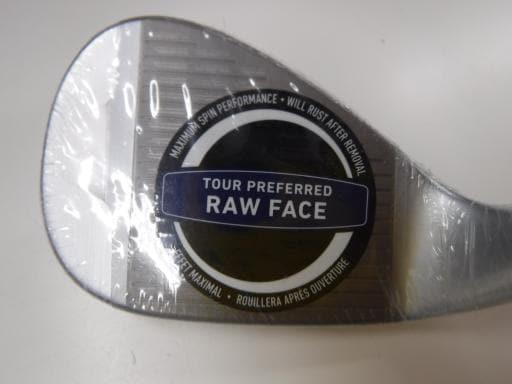 MAXIMUM SPIN PERFORMANCE • WILL RUST AFTER REMOVAL
TOUR PREFERRED
RAW FACE
EFFET MAXIMAL • ROUILLERA APRÈS OUVERTURE